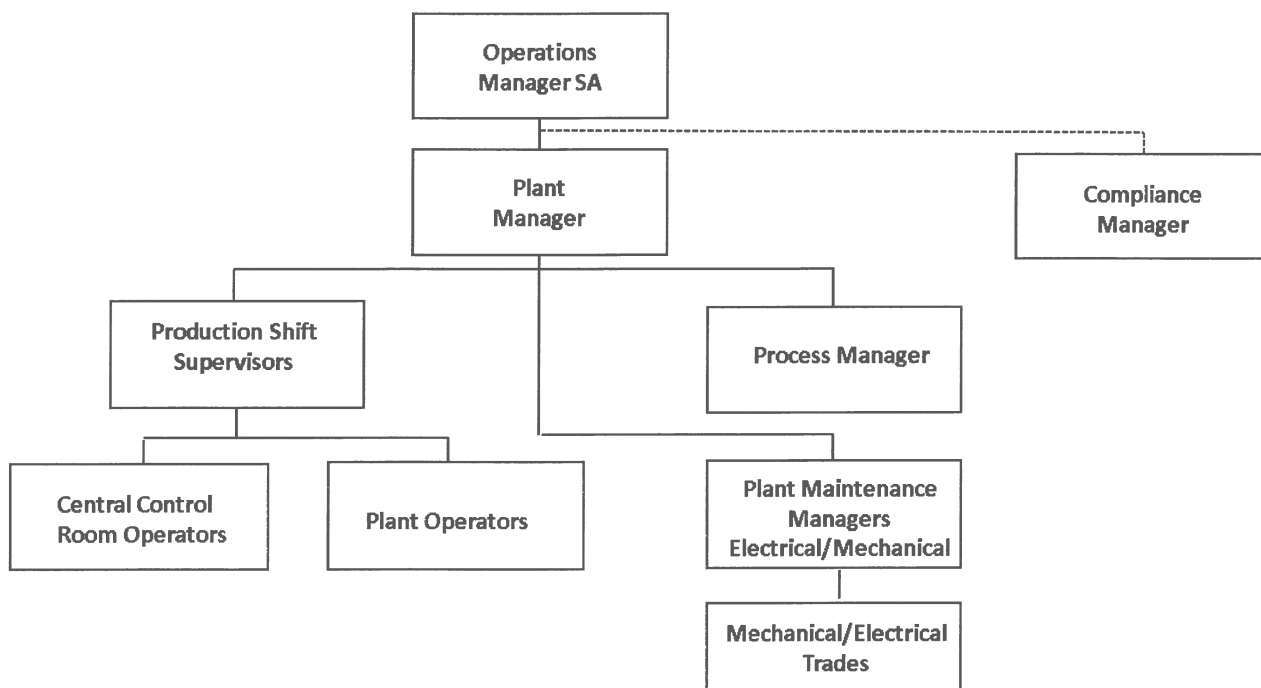 Operations
Manager SA
Plant
Manager
Compliance
Manager
Production Shift
Supervisors
Process Manager
Central Control
Room Operators
Plant Operators
Plant Maintenance
Managers
Electrical/Mechanical
Mechanical/Electrical
Trades